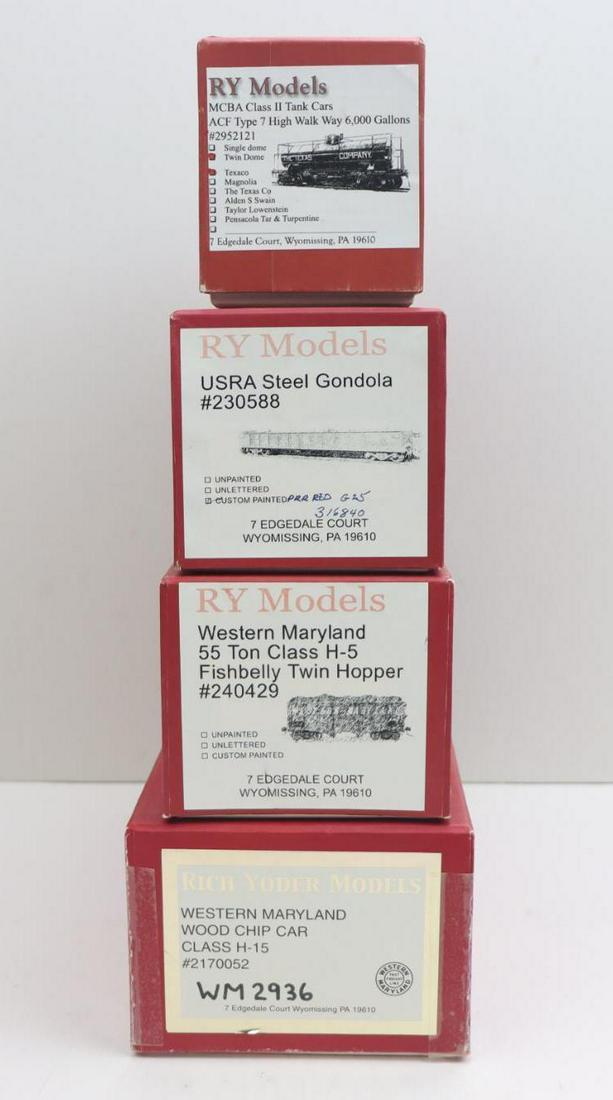 RY Models
MCBA Class II Tank Cars
ACF Type 7 High Walk Way 6,000 Gallons
#2952121
Single dome
Twin Dome
Texaco
Magnolia
The Texas Co
Alden S Swain
Taylor Lowenstein
Pensacola Tar & Turpentine
THE TEXAS COMPANY
7 Edgedale Court, Wyomissing, PA 19610
RY Models
USRA Steel Gondola
#230588
UNPAINTED
UNLETTERED
CUSTOM PAINTED PRR RED G25
316840
7 EDGEDALE COURT
WYOMISSING, PA 19610
RY Models
Western Maryland
55 Ton Class H-5
Fishbelly Twin Hopper
#240429
UNPAINTED
UNLETTERED
CUSTOM PAINTED
7 EDGEDALE COURT
WYOMISSING, PA 19610
RICH YODER MODELS
WESTERN MARYLAND
WOOD CHIP CAR
CLASS H-15
#2170052
WM 2936
WESTERN MARYLAND
FAST FREIGHT LINE
7 Edgedale Court Wyomissing PA 19610